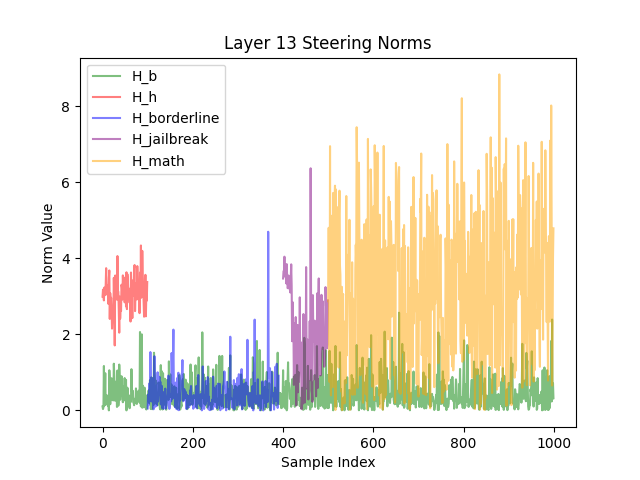 Layer 13 Steering Norms
H_b
H_h
H_borderline
H_jailbreak
H_math
Norm Value
8
6
4
2
0
0 200 400 600 800 1000
Sample Index